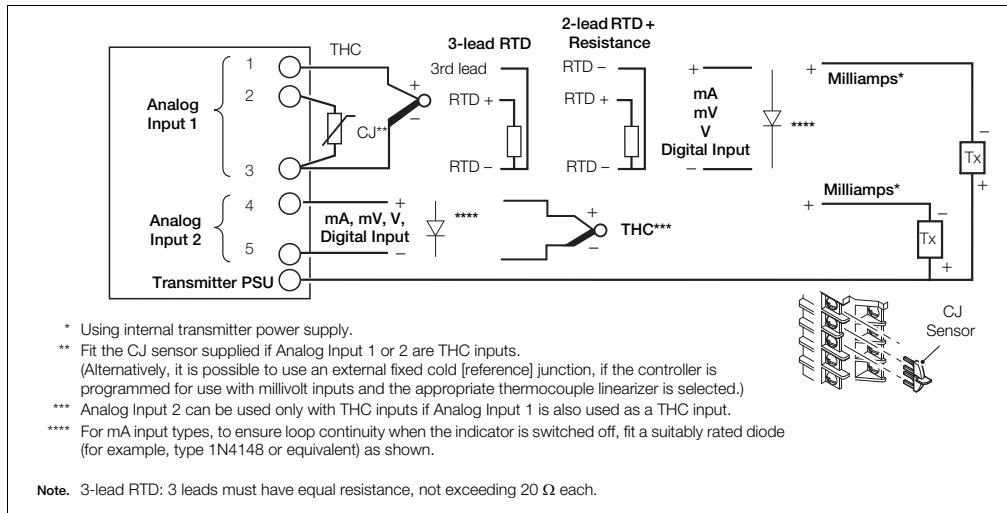 THC
3-lead RTD
2-lead RTD +
Resistance
Analog
Input 1
1
2
3
+
−
CJ**
3rd lead
RTD +
RTD −
RTD −
RTD +
RTD −
+
mA
mV
V
Digital Input
−
****
+ Milliamps*
−
Tx
+
Milliamps*
+
−
Tx
+
Analog
Input 2
4
5
+
mA, mV, V,
Digital Input
−
****
+
−
THC***
Transmitter PSU
CJ
Sensor
* Using internal transmitter power supply.
** Fit the CJ sensor supplied if Analog Input 1 or 2 are THC inputs.
(Alternatively, it is possible to use an external fixed cold [reference] junction, if the controller is
programmed for use with millivolt inputs and the appropriate thermocouple linearizer is selected.)
*** Analog Input 2 can be used only with THC inputs if Analog Input 1 is also used as a THC input.
**** For mA input types, to ensure loop continuity when the indicator is switched off, fit a suitably rated diode
(for example, type 1N4148 or equivalent) as shown.
Note. 3-lead RTD: 3 leads must have equal resistance, not exceeding 20 Ω each.